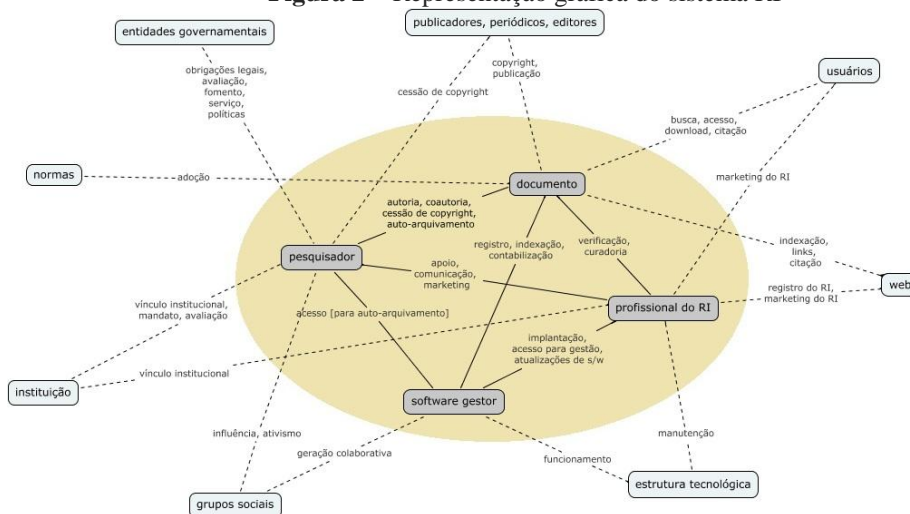 Figura 2 – Representação gráfica do sistema RI
entidades governamentais
publicadores, periódicos, editores
obrigações legais,
avaliação,
fomento,
serviço,
políticas
cessão de copyright
copyright,
publicação
usuários
busca, acesso,
download, citação
normas
adoção
documento
marketing do RI
autoria, coautoria,
cessão de copyright,
auto-arquivamento
registro, indexação,
contabilização
verificação,
curadoria
indexação,
links,
citação
pesquisador
apoio,
comunicação,
marketing
web
registro do RI,
marketing do RI
profissional do RI
vínculo institucional,
mandato, avaliação
acesso [para auto-arquivamento]
implantação,
acesso para gestão,
atualizações de s/w
vínculo institucional
instituição
software gestor
influência, ativismo
geração colaborativa
funcionamento
manutenção
estrutura tecnológica
grupos sociais